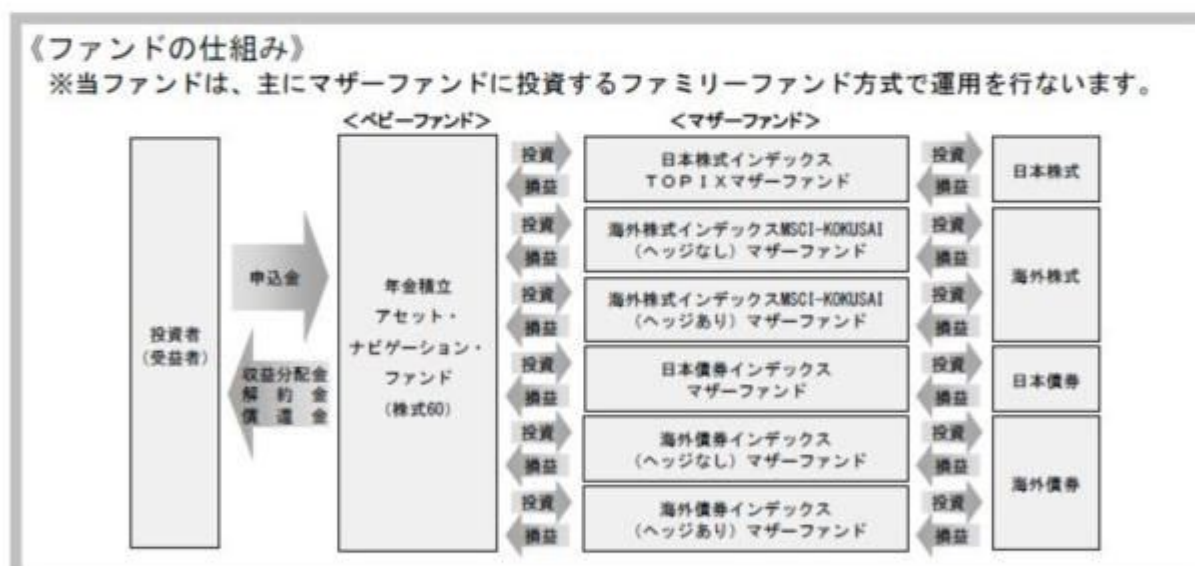 《ファンドの仕組み》
※当ファンドは、主にマザーファンドに投資するファミリーファンド方式で運用を行ないます。
＜ベビーファンド＞
＜マザーファンド＞
投資者
(受益者)
申込金
収益分配金
解約金
償還金
年金積立
アセット・
ナビゲーション・
ファンド
(株式60)
投資
損益
日本株式インデックス
TOPIXマザーファンド
投資
損益
日本株式
投資
損益
海外株式インデックスMSCI-KOKUSAI
(ヘッジなし) マザーファンド
投資
損益
海外株式
投資
損益
海外株式インデックスMSCI-KOKUSAI
(ヘッジあり) マザーファンド
投資
損益
投資
損益
日本債券インデックス
マザーファンド
投資
損益
日本債券
投資
損益
海外債券インデックス
(ヘッジなし) マザーファンド
投資
損益
海外債券
投資
損益
海外債券インデックス
(ヘッジあり) マザーファンド
投資
損益